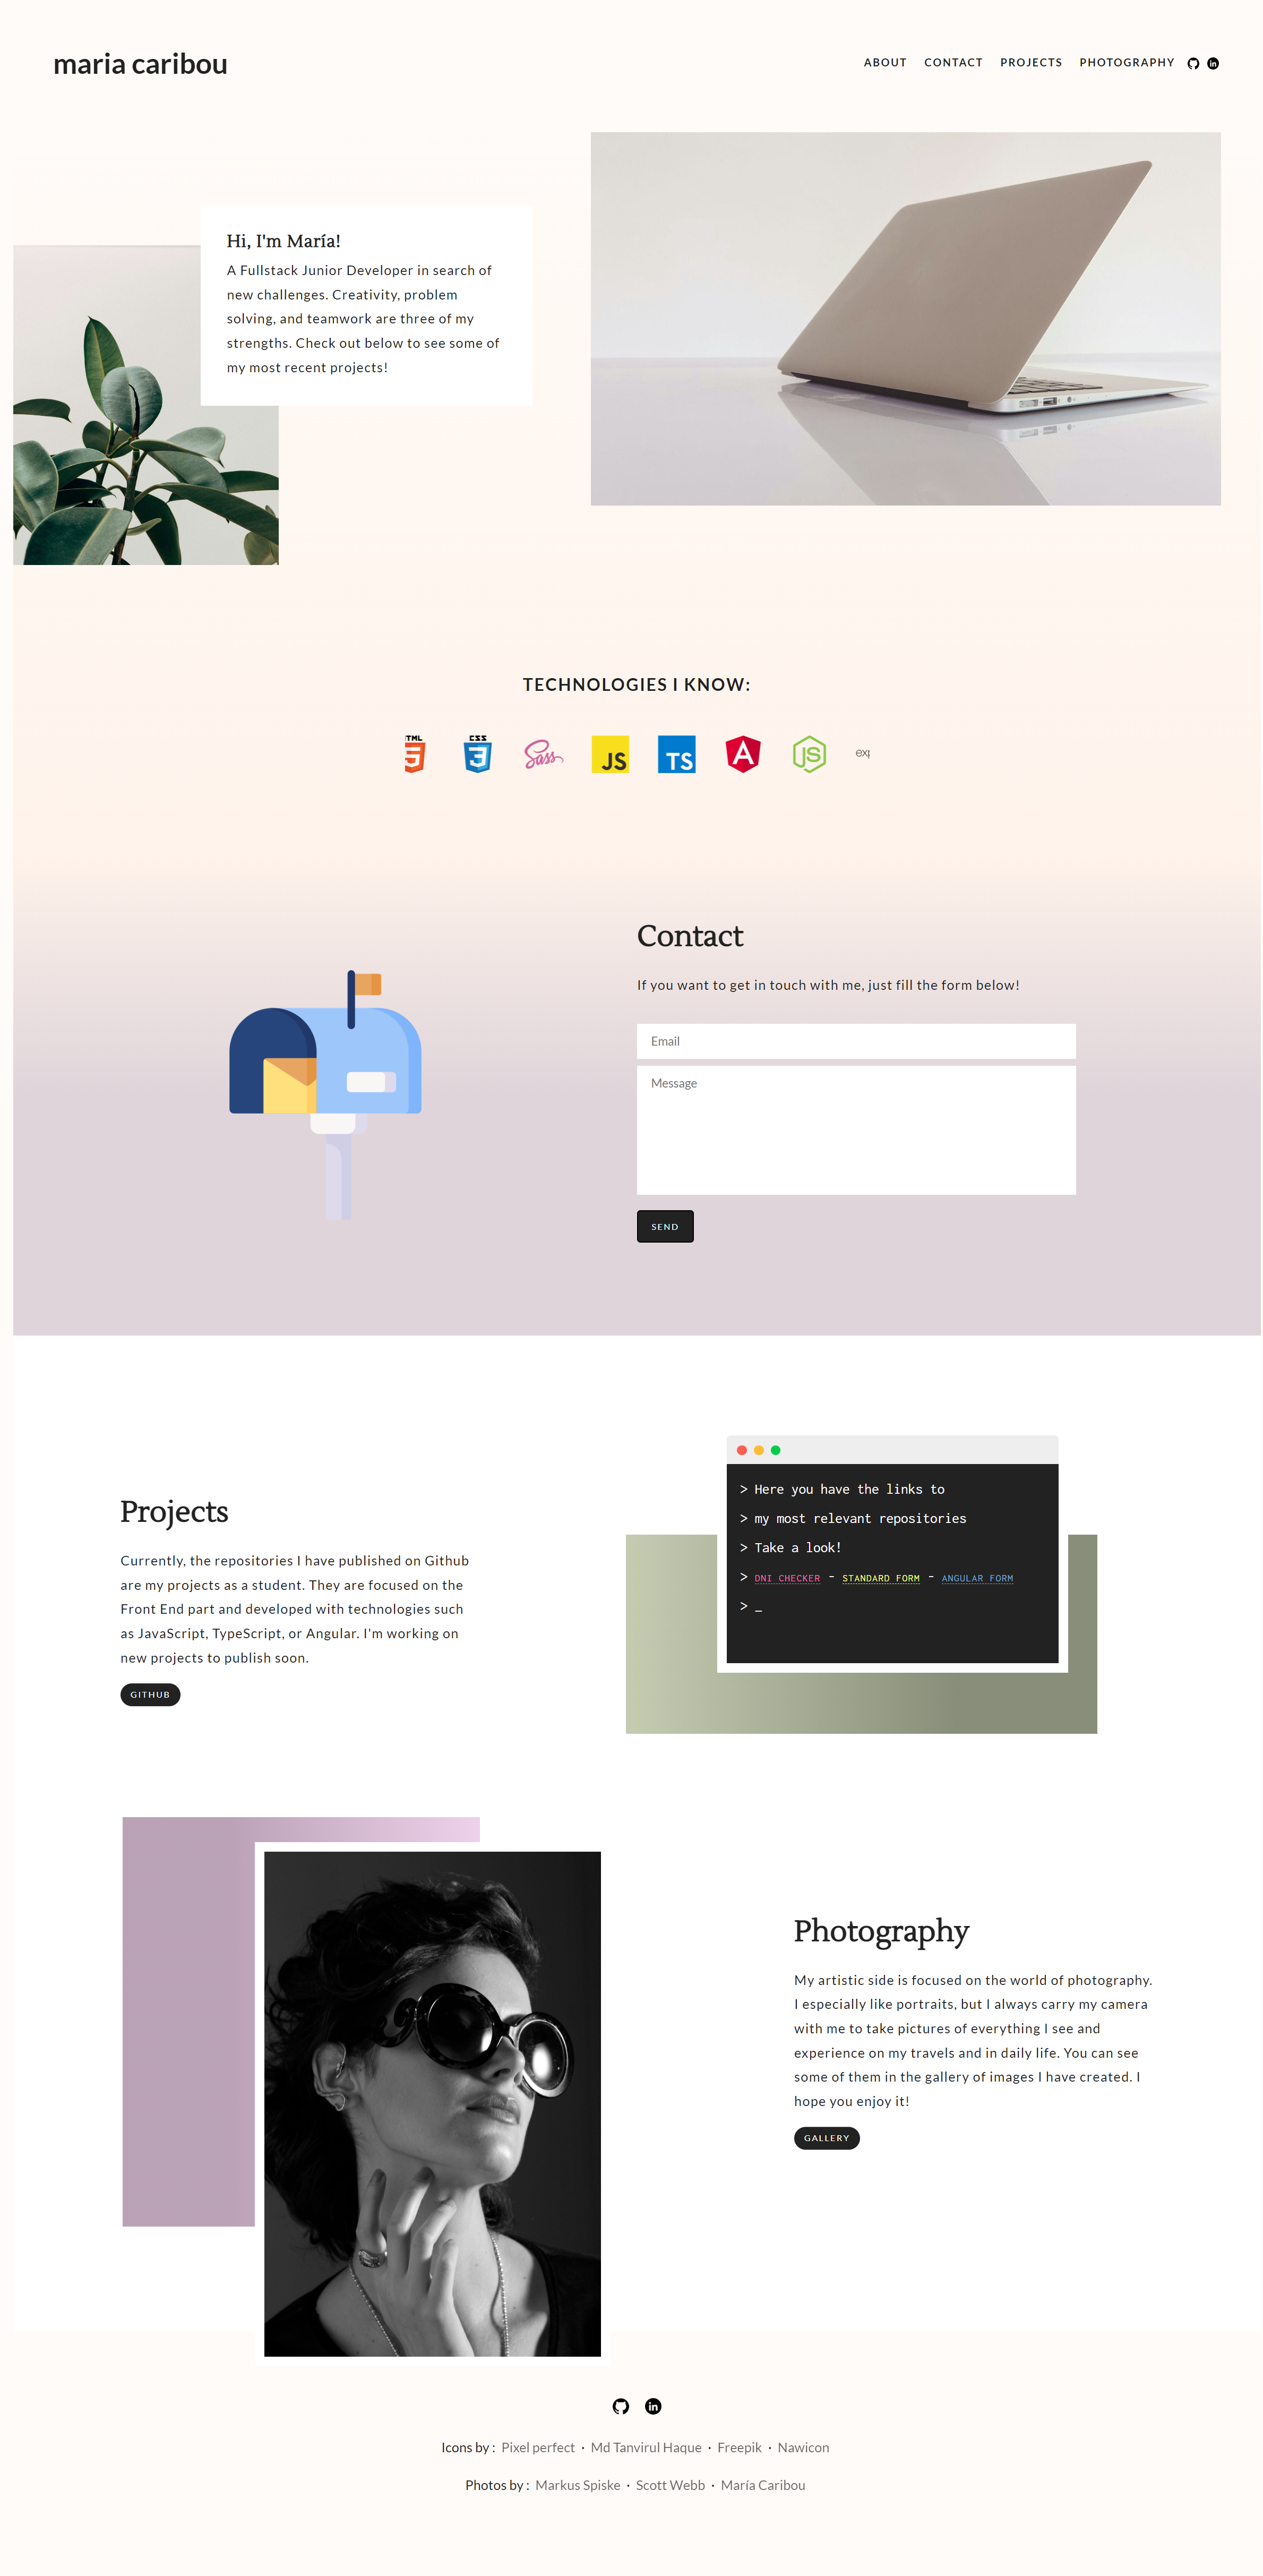 maria caribou
ABOUT CONTACT PROJECTS PHOTOGRAPHY
Hi, I'm María!
A Fullstack Junior Developer in search of
new challenges. Creativity, problem
solving, and teamwork are three of my
strengths. Check out below to see some of
my most recent projects!
TECHNOLOGIES I KNOW:
CSS
Sass
JS
TS
JS
Contact
If you want to get in touch with me, just fill the form below!
Email
Message
SEND
Projects
Currently, the repositories I have published on Github
are my projects as a student. They are focused on the
Front End part and developed with technologies such
as JavaScript, TypeScript, or Angular. I'm working on
new projects to publish soon.
GITHUB
> Here you have the links to
> my most relevant repositories
> Take a look!
> DNI CHECKER - STANDARD FORM - ANGULAR FORM
> _
Photography
My artistic side is focused on the world of photography.
I especially like portraits, but I always carry my camera
with me to take pictures of everything I see and
experience on my travels and in daily life. You can see
some of them in the gallery of images I have created. I
hope you enjoy it!
GALLERY
in
Icons by : Pixel perfect · Md Tanvirul Haque · Freepik · Nawicon
Photos by : Markus Spiske · Scott Webb · María Caribou